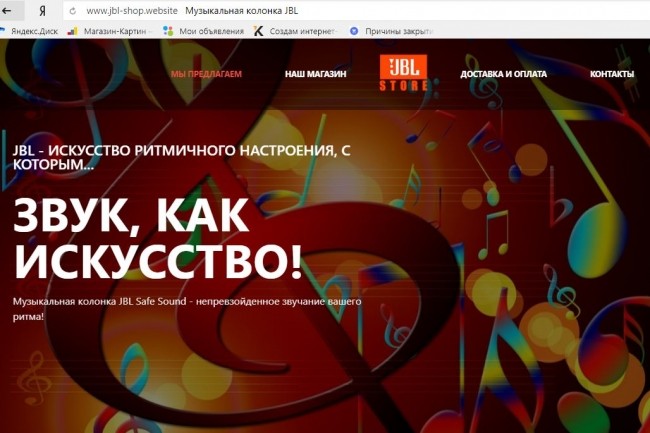 Я www.jbl-shop.website Музыкальная колонка JBL
Яндекс.Диск Магазин-Картин Мои объявления Создам интернет- Причины закрыти
МЫ ПРЕДЛАГАЕМ НАШ МАГАЗИН JBL ДОСТАВКА И ОПЛАТА КОНТАКТЫ
STORE
JBL - ИСКУССТВО РИТМИЧНОГО НАСТРОЕНИЯ, С
КОТОРЫМ...
ЗВУК, КАК
ИСКУССТВО!
Музыкальная колонка JBL Safe Sound - непревзойденное звучание вашего
ритма!